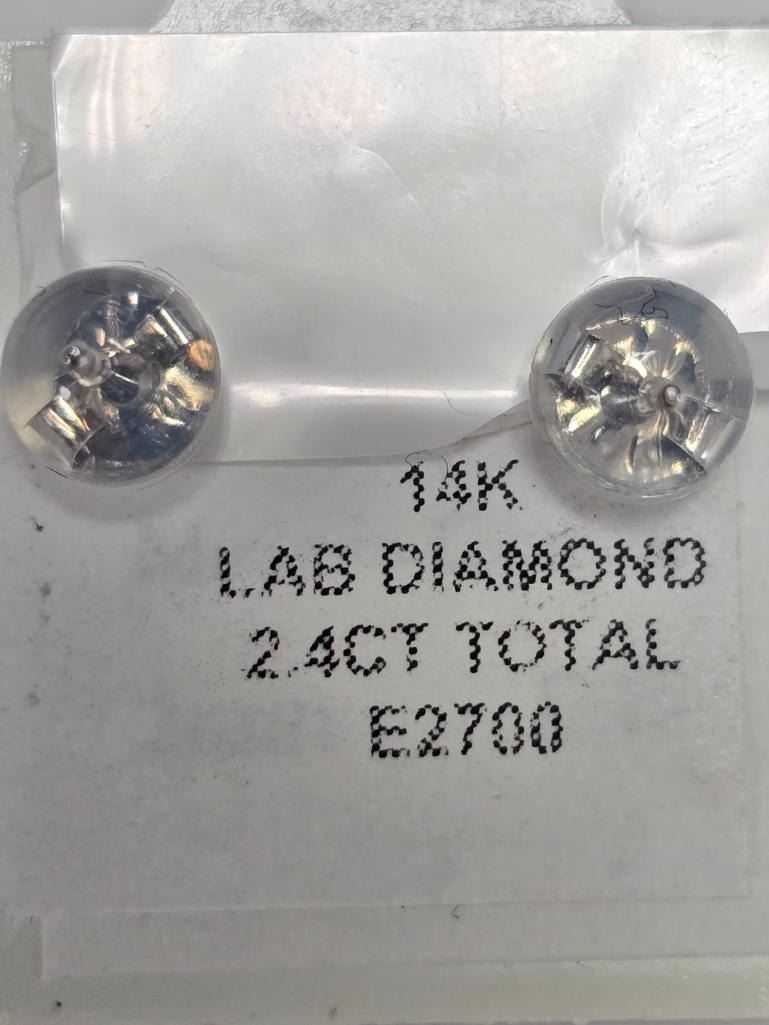 14K
LAB DIAMOND
2.4CT TOTAL
E2700